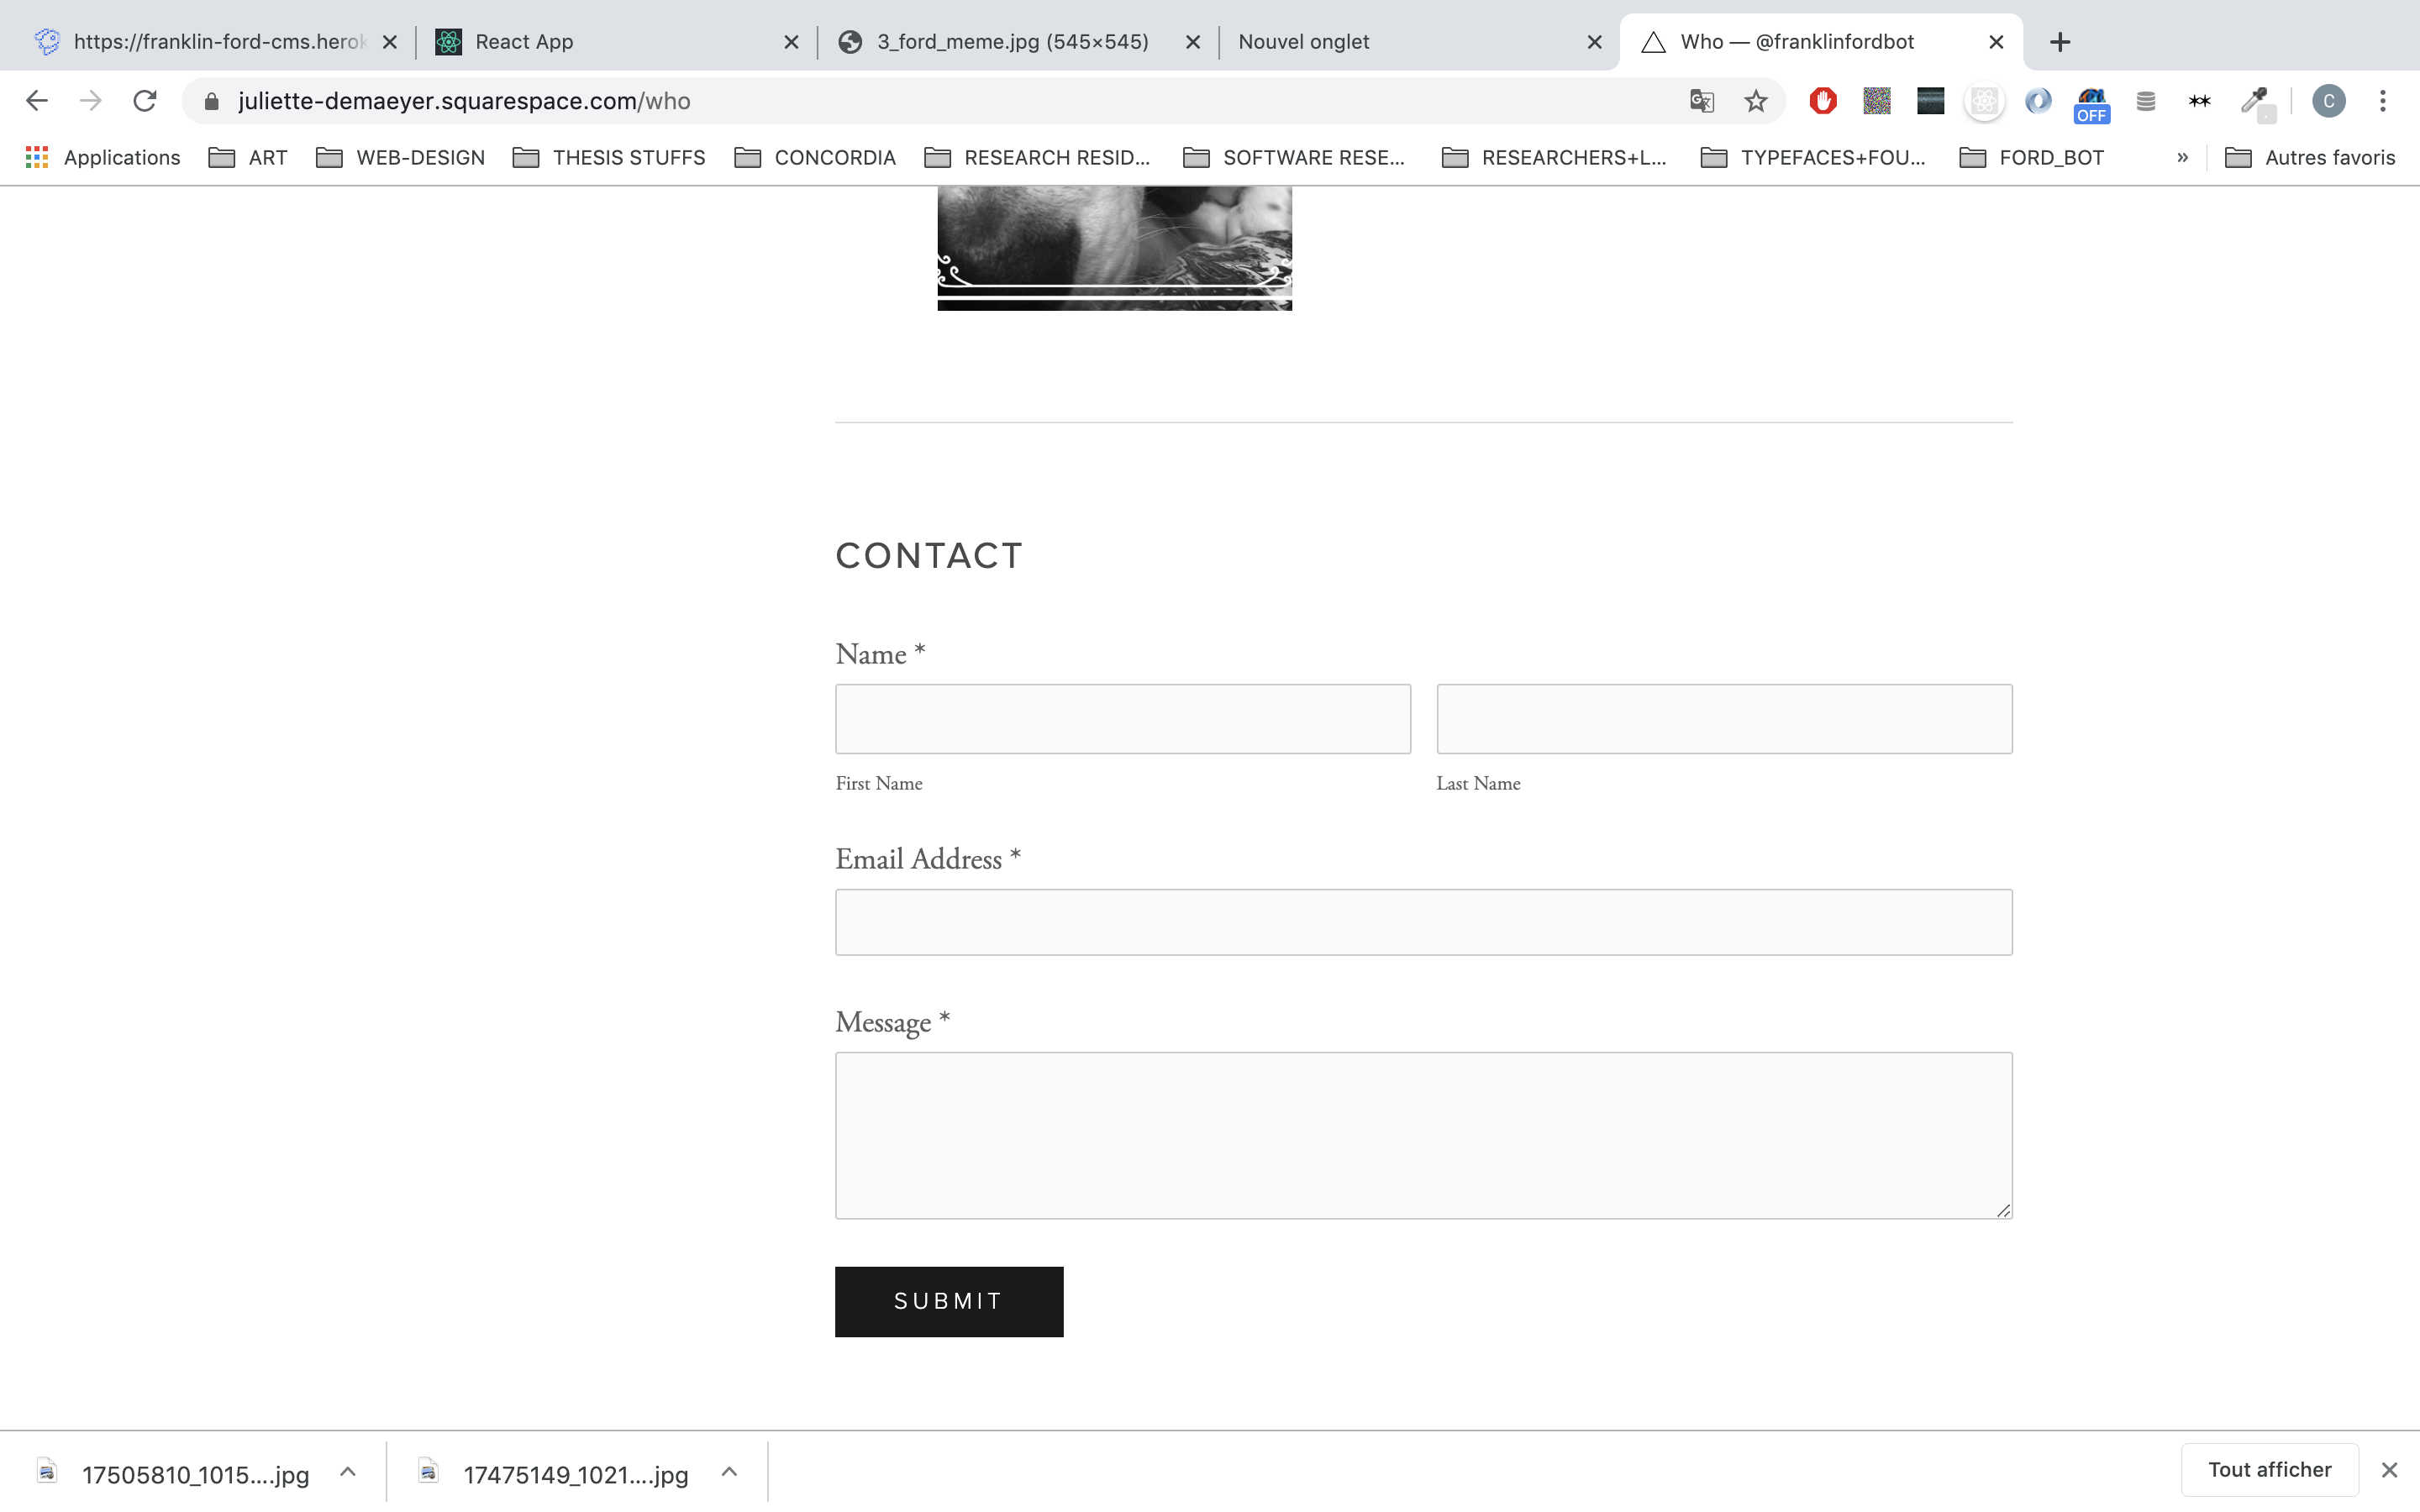 https://franklin-ford-cms.herok
React App
3_ford_meme.jpg (545×545)
Nouvel onglet
Who — @franklinfordbot
juliette-demaeyer.squarespace.com/who
OFF
C
Applications
ART
WEB-DESIGN
THESIS STUFFS
CONCORDIA
RESEARCH RESID...
SOFTWARE RESE...
RESEARCHERS+L...
TYPEFACES+FOU...
FORD_BOT
»
Autres favoris
CONTACT
Name *
First Name
Last Name
Email Address *
Message *
SUBMIT
17505810_1015....jpg
17475149_1021....jpg
Tout afficher